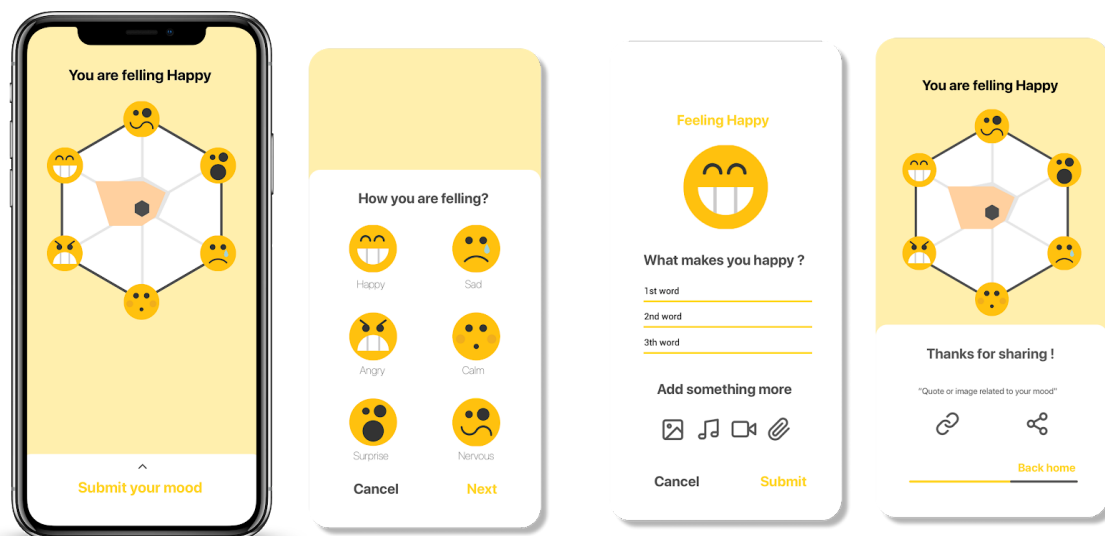 You are felling Happy
Submit your mood
How you are felling?
Happy
Sad
Angry
Calm
Surprise
Nervous
Cancel
Next
Feeling Happy
What makes you happy ?
1st word
2nd word
3th word
Add something more
Cancel
Submit
You are felling Happy
Thanks for sharing !
"Quote or image related to your mood"
Back home